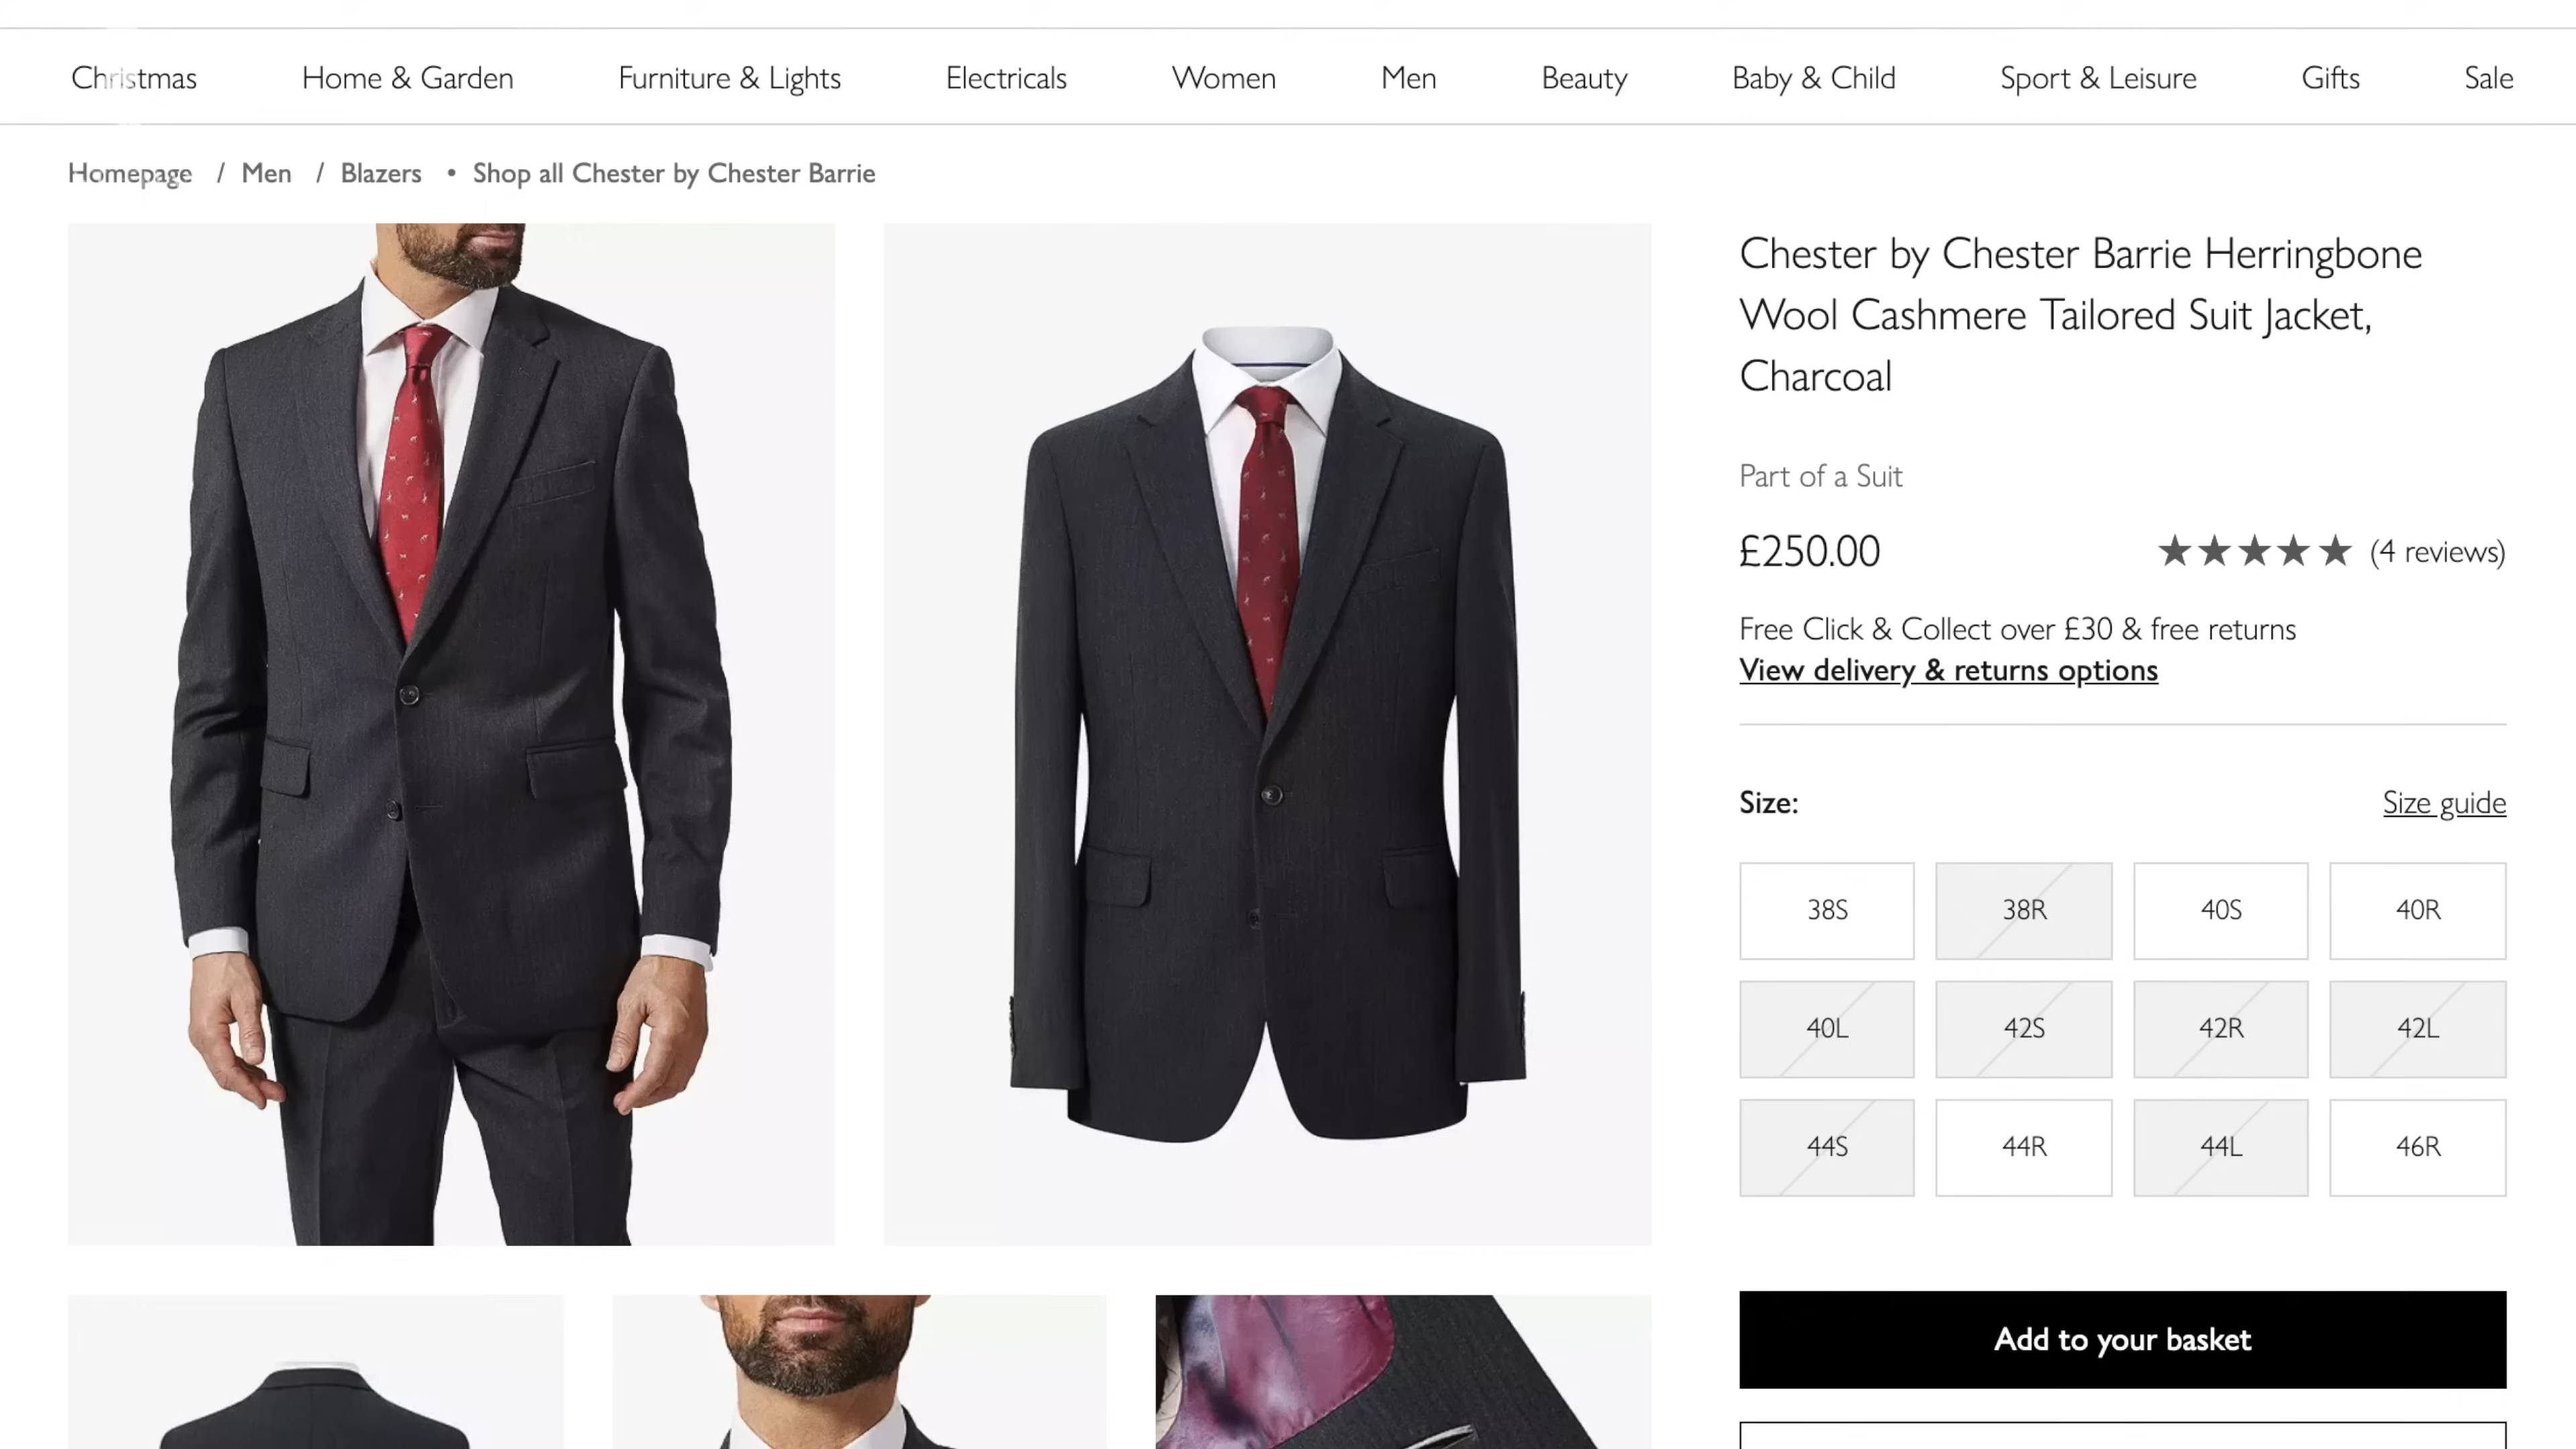 Christmas
Home & Garden
Furniture & Lights
Electricals
Women
Men
Beauty
Baby & Child
Sport & Leisure
Gifts
Sale
Homepage / Men / Blazers • Shop all Chester by Chester Barrie
Chester by Chester Barrie Herringbone
Wool Cashmere Tailored Suit Jacket,
Charcoal
Part of a Suit
£250.00
★★★★★ (4 reviews)
Free Click & Collect over £30 & free returns
View delivery & returns options
Size:
Size guide
38S
38R
40S
40R
40L
42S
42R
42L
44S
44R
44L
46R
Add to your basket